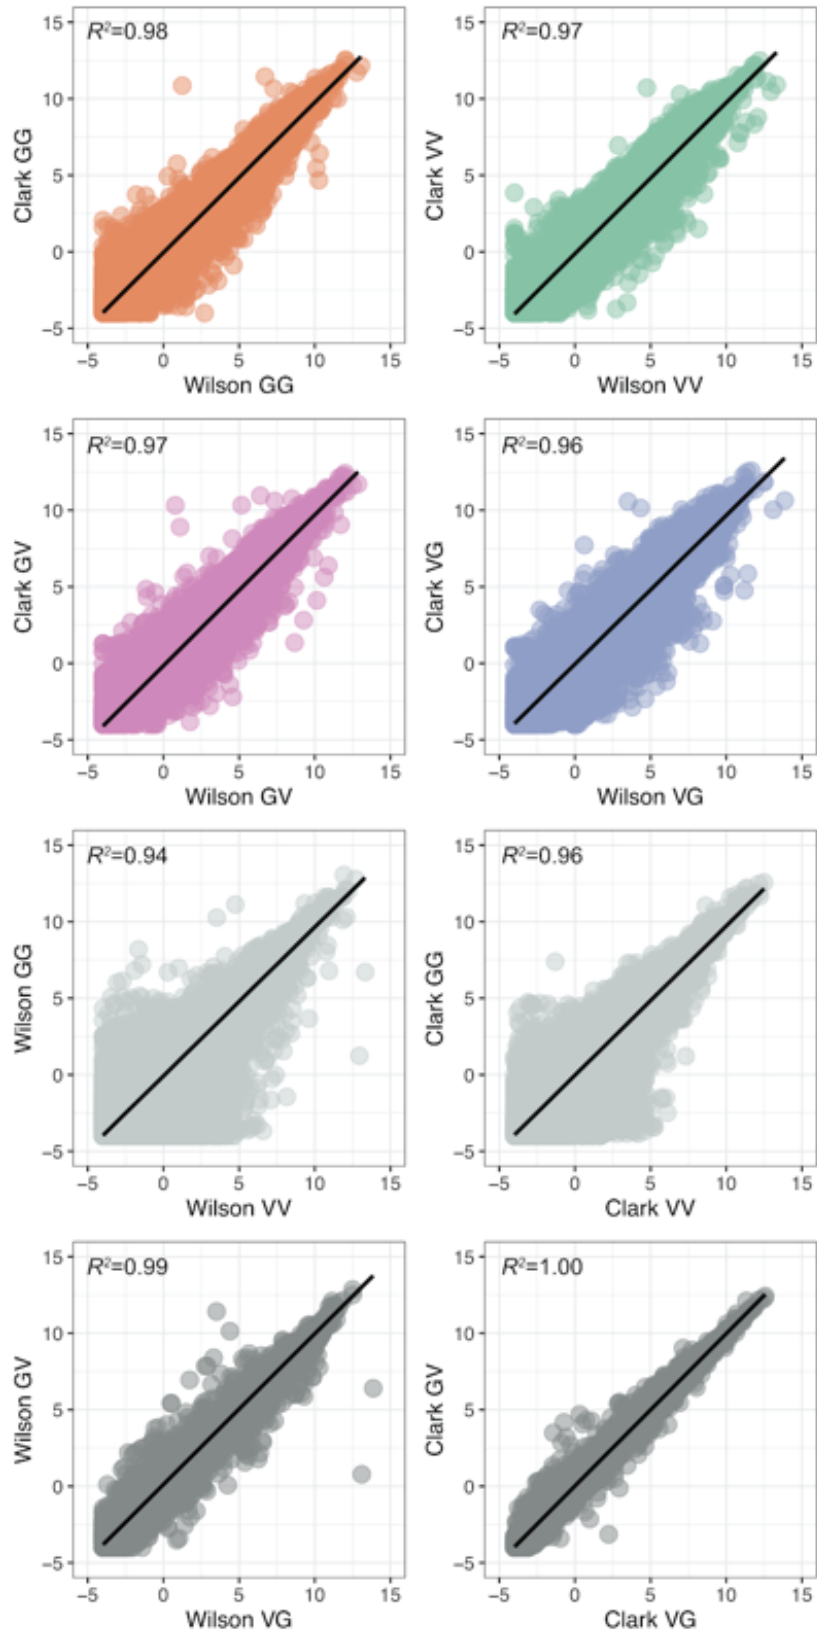 R²=0.98
15
10
5
0
−5
Clark GG
−5 0 5 10 15
Wilson GG
R²=0.97
15
10
5
0
−5
Clark VV
−5 0 5 10 15
Wilson VV
R²=0.97
15
10
5
0
−5
Clark GV
−5 0 5 10 15
Wilson GV
R²=0.96
15
10
5
0
−5
Clark VG
−5 0 5 10 15
Wilson VG
R²=0.94
15
10
5
0
−5
Wilson GG
−5 0 5 10 15
Wilson VV
R²=0.96
15
10
5
0
−5
Clark GG
−5 0 5 10 15
Clark VV
R²=0.99
15
10
5
0
−5
Wilson GV
−5 0 5 10 15
Wilson VG
R²=1.00
15
10
5
0
−5
Clark GV
−5 0 5 10 15
Clark VG